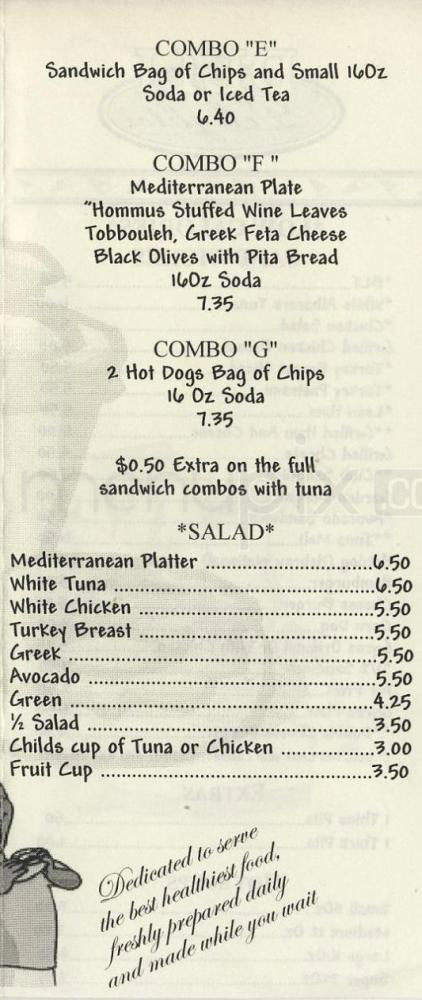 COMBO "E"
Sandwich Bag of Chips and Small 16Oz
Soda or Iced Tea
6.40
COMBO "F "
Mediterranean Plate
"Hommus Stuffed Wine Leaves
Tobbouleh, Greek Feta Cheese
Black Olives with Pita Bread
16Oz Soda
7.35
COMBO "G"
2 Hot Dogs Bag of Chips
16 Oz Soda
7.35
$0.50 Extra on the full
sandwich combos with tuna
*SALAD*
Mediterranean Platter ........................6.50
White Tuna .......................................6.50
White Chicken ..................................5.50
Turkey Breast ..................................5.50
Greek ..............................................5.50
Avocado ..........................................5.50
Green ..............................................4.25
½ Salad ...........................................3.50
Childs cup of Tuna or Chicken .............3.00
Fruit Cup .........................................3.50
Dedicated to serve
the best healthiest food,
freshly prepared daily
and made while you wait